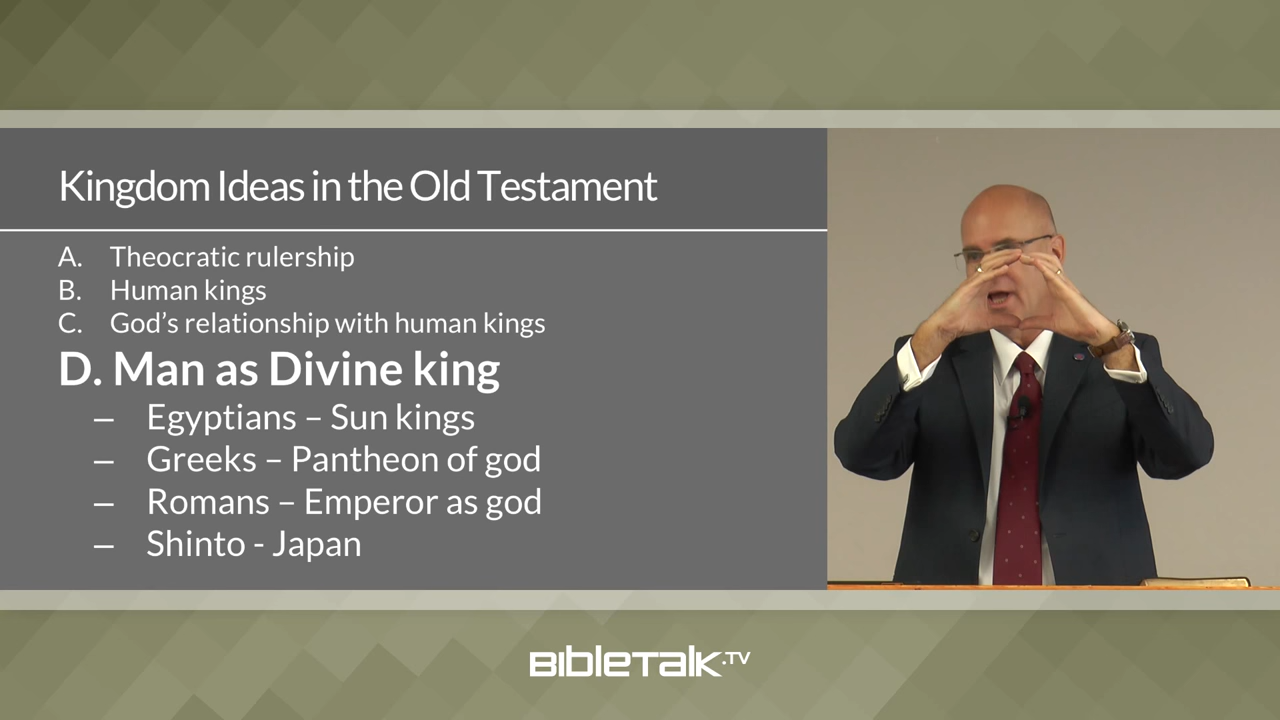 Kingdom Ideas in the Old Testament
A. Theocratic rulership
B. Human kings
C. God’s relationship with human kings
D. Man as Divine king
– Egyptians – Sun kings
– Greeks – Pantheon of god
– Romans – Emperor as god
– Shinto - Japan
BibleTalk.TV